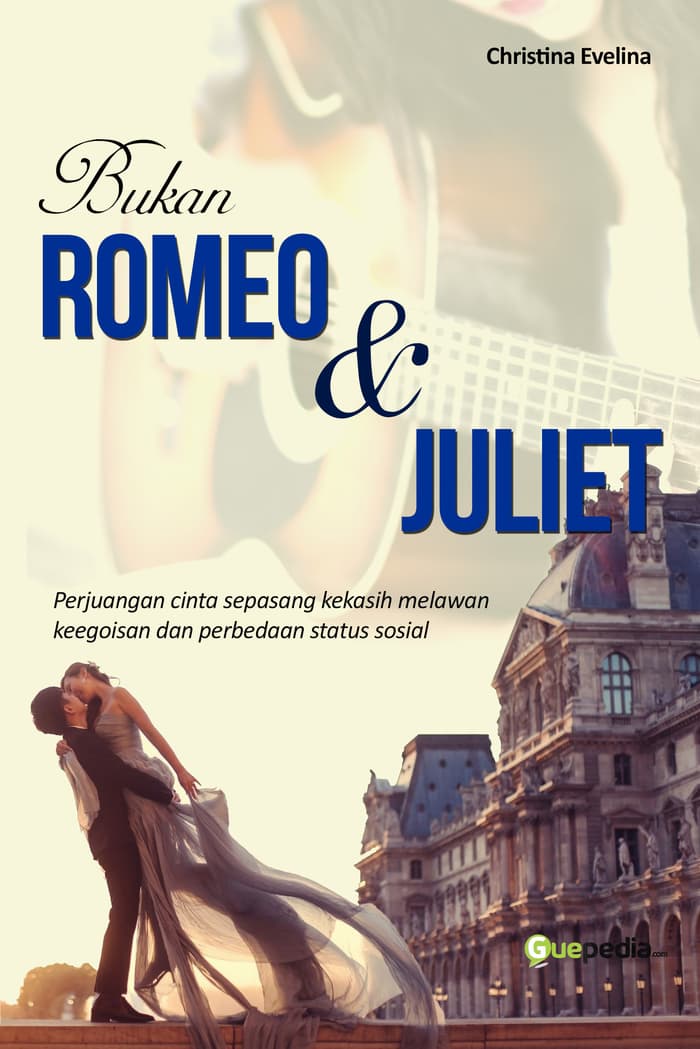 Christina Evelina
Bukan
ROMEO
&
JULIET
Perjuangan cinta sepasang kekasih melawan
keegoisan dan perbedaan status sosial
Guepedia.com